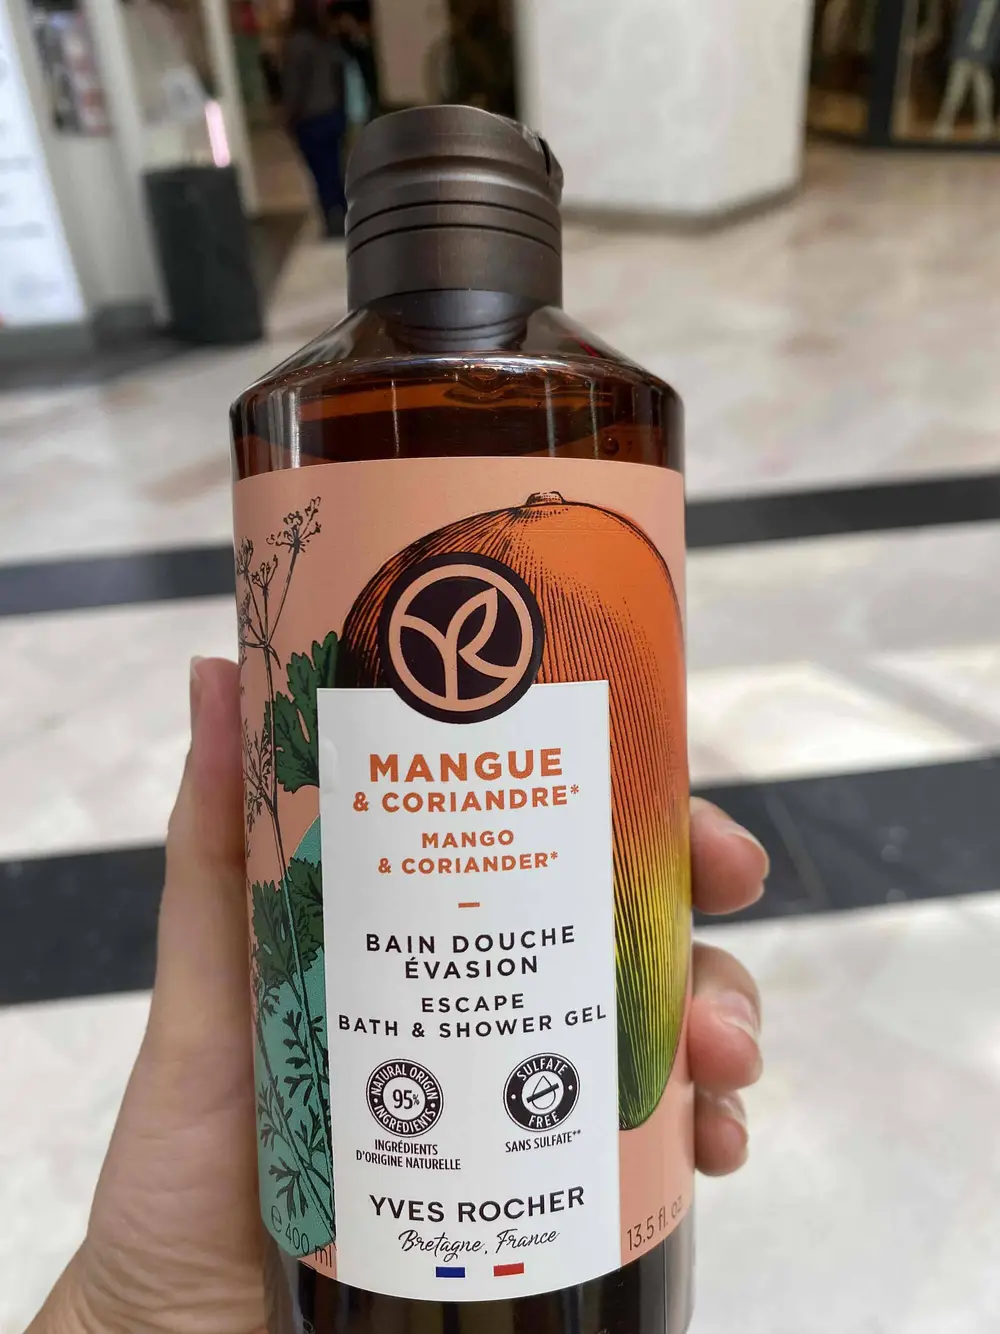 MANGUE
& CORIANDRE*
MANGO
& CORIANDER*
BAIN DOUCHE
ÉVASION
ESCAPE
BATH & SHOWER GEL
NATURAL ORIGIN
95%
INGREDIENTS
INGRÉDIENTS
D'ORIGINE NATURELLE
SULFATE
FREE
SANS SULFATE**
YVES ROCHER
Bretagne, France
℮ 400 ml
13.5 fl. oz.